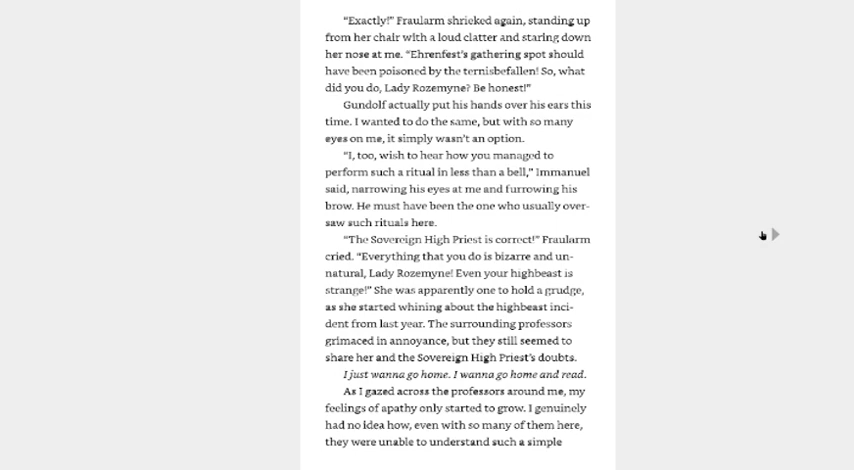 “Exactly!” Fraularm shrieked again, standing up
from her chair with a loud clatter and staring down
her nose at me. “Ehrenfest’s gathering spot should
have been poisoned by the ternisbefallen! So, what
did you do, Lady Rozemyne? Be honest!”
Gundolf actually put his hands over his ears this
time. I wanted to do the same, but with so many
eyes on me, it simply wasn’t an option.
“I, too, wish to hear how you managed to
perform such a ritual in less than a bell,” Immanuel
said, narrowing his eyes at me and furrowing his
brow. He must have been the one who usually over-
saw such rituals here.
“The Sovereign High Priest is correct!” Fraularm
cried. “Everything that you do is bizarre and un-
natural, Lady Rozemyne! Even your highbeast is
strange!” She was apparently one to hold a grudge,
as she started whining about the highbeast inci-
dent from last year. The surrounding professors
grimaced in annoyance, but they still seemed to
share her and the Sovereign High Priest’s doubts.
I just wanna go home. I wanna go home and read.
As I gazed across the professors around me, my
feelings of apathy only started to grow. I genuinely
had no idea how, even with so many of them here,
they were unable to understand such a simple